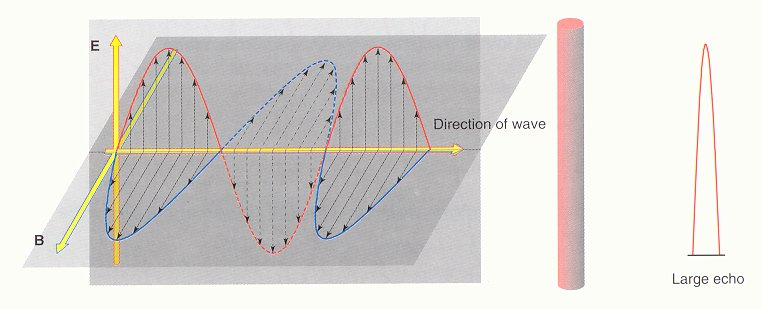 E
Direction of wave
B
Large echo